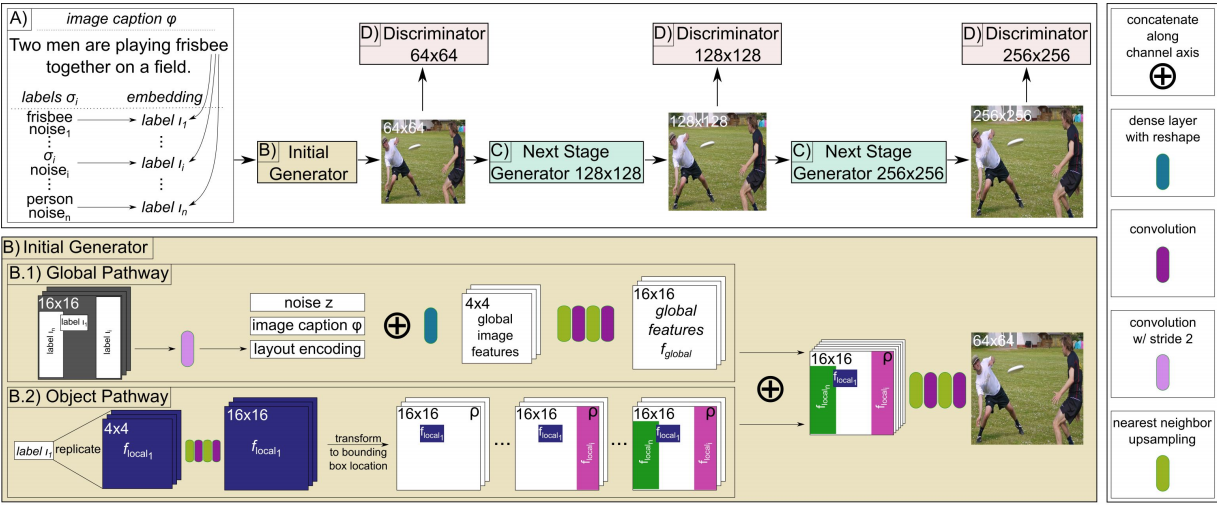 A)
image caption φ
Two men are playing frisbee
together on a field.
labels σi
embedding
frisbee
noise1
label ι1
σi
noisei
label ιi
person
noisen
label ιn
B) Initial
Generator
64x64
D) Discriminator
64x64
C) Next Stage
Generator 128x128
128x128
D) Discriminator
128x128
C) Next Stage
Generator 256x256
256x256
D) Discriminator
256x256
B) Initial Generator
B.1) Global Pathway
16x16
label ιn
label ι1
label ιi
noise z
image caption φ
layout encoding
4x4
global
image
features
16x16
global
features
fglobal
B.2) Object Pathway
label ι1
replicate
4x4
flocal1
16x16
flocal1
transform
to bounding
box location
16x16 ρ
flocal1
...
16x16 ρ
flocal1
flocali
...
16x16 ρ
flocaln
flocal1
flocali
16x16 ρ
flocaln
flocal1
flocali
64x64
concatenate
along
channel axis
dense layer
with reshape
convolution
convolution
w/ stride 2
nearest neighbor
upsampling